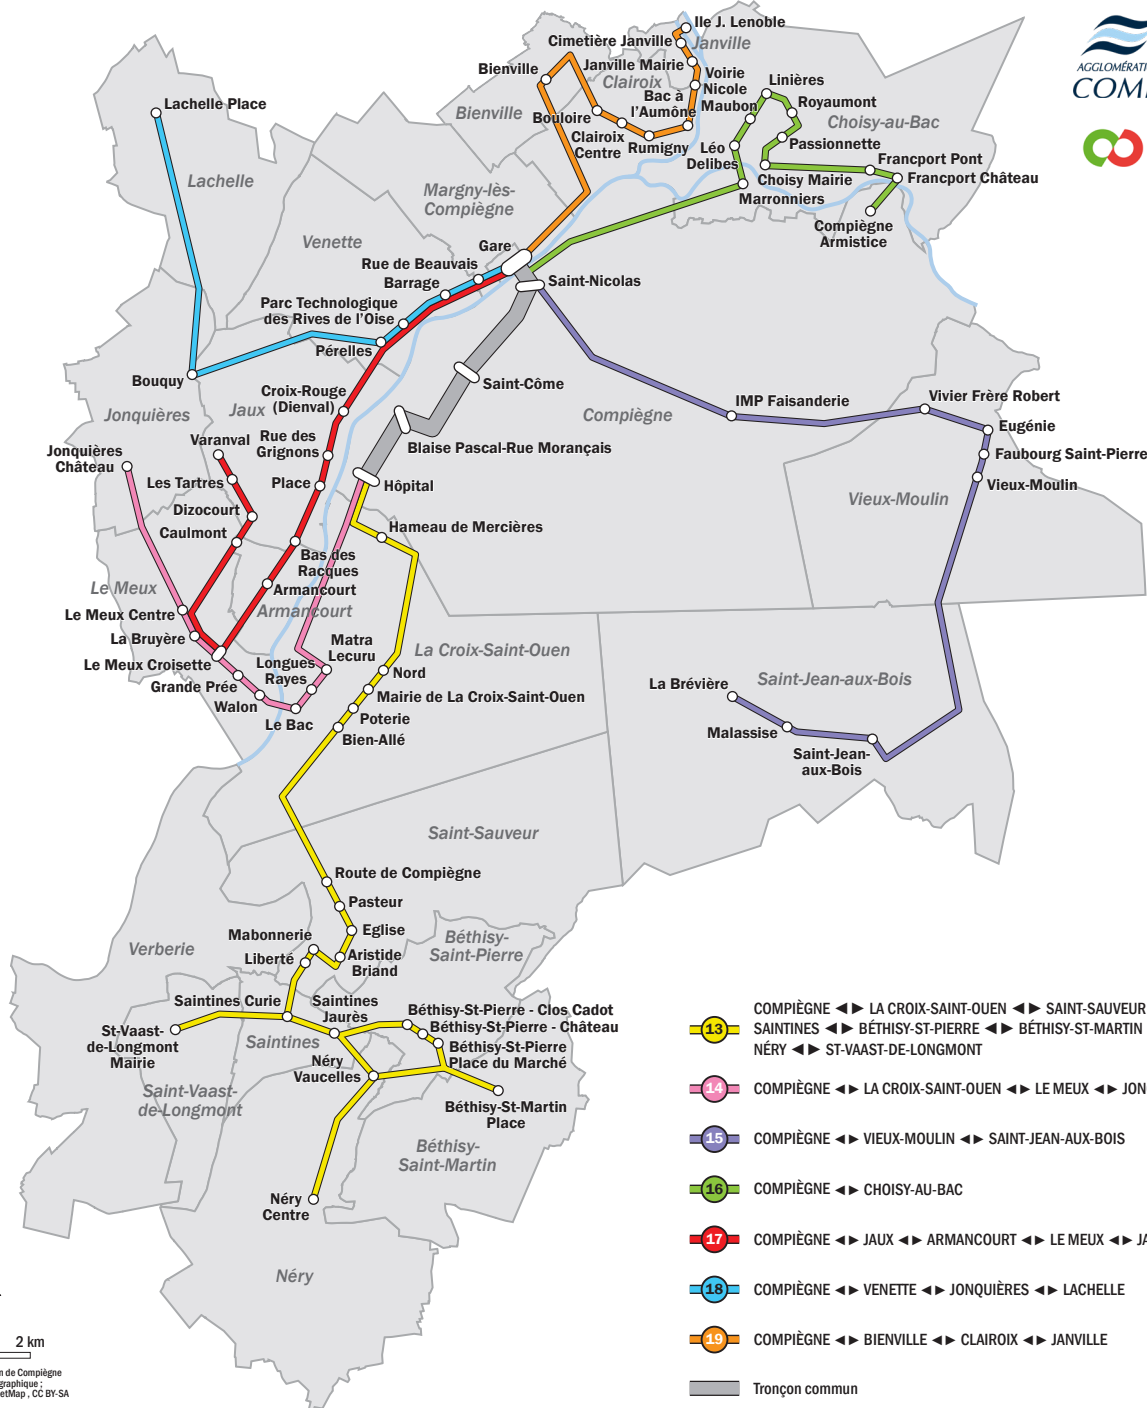 Ile J. Lenoble
Cimetière Janville
Janville
Janville Mairie
Bienville
Clairoix
Voirie
Nicole
Linières
Lachelle Place
Bac à
l'Aumône
Maubon
Royaumont
Bienville
Bouloire
Choisy-au-Bac
Clairoix
Centre
Rumigny
Léo
Delibes
Passionnette
Francport Pont
Lachelle
Choisy Mairie
Francport Château
Margny-lès-
Compiègne
Marronniers
Compiègne
Armistice
Venette
Gare
Rue de Beauvais
Barrage
Saint-Nicolas
Parc Technologique
des Rives de l'Oise
Pérelles
Bouquy
Saint-Côme
Croix-Rouge
(Dienval)
IMP Faisanderie
Vivier Frère Robert
Jonquières
Jaux
Compiègne
Eugénie
Varanval
Rue des
Grignons
Blaise Pascal-Rue Morançais
Faubourg Saint-Pierre
Jonquières
Château
Les Tartres
Place
Hôpital
Vieux-Moulin
Vieux-Moulin
Dizocourt
Caulmont
Hameau de Mercières
Bas des
Racques
Le Meux
Armancourt
Armancourt
Le Meux Centre
La Bruyère
Matra
Lecuru
La Croix-Saint-Ouen
Le Meux Croisette
Longues
Rayes
Nord
Saint-Jean-aux-Bois
La Brévière
Grande Prée
Mairie de La Croix-Saint-Ouen
Walon
Le Bac
Poterie
Malassise
Bien-Allé
Saint-Jean-
aux-Bois
Saint-Sauveur
Route de Compiègne
Pasteur
Verberie
Mabonnerie
Eglise
Béthisy-
Saint-Pierre
Liberté
Aristide
Briand
Saintines Curie
Saintines
Jaurès
Béthisy-St-Pierre - Clos Cadot
Béthisy-St-Pierre - Château
St-Vaast-
de-Longmont
Mairie
Saintines
Béthisy-St-Pierre
Place du Marché
Néry
Vaucelles
Saint-Vaast-
de-Longmont
Béthisy-St-Martin
Place
Béthisy-
Saint-Martin
Néry
Centre
Néry
AGGLOMÉRATI
COM
13
COMPIÈGNE ◄► LA CROIX-SAINT-OUEN ◄► SAINT-SAUVEUR
SAINTINES ◄► BÉTHISY-ST-PIERRE ◄► BÉTHISY-ST-MARTIN
NÉRY ◄► ST-VAAST-DE-LONGMONT
14 COMPIÈGNE ◄► LA CROIX-SAINT-OUEN ◄► LE MEUX ◄► JON
15 COMPIÈGNE ◄► VIEUX-MOULIN ◄► SAINT-JEAN-AUX-BOIS
16 COMPIÈGNE ◄► CHOISY-AU-BAC
17 COMPIÈGNE ◄► JAUX ◄► ARMANCOURT ◄► LE MEUX ◄► JA
18 COMPIÈGNE ◄► VENETTE ◄► JONQUIÈRES ◄► LACHELLE
19 COMPIÈGNE ◄► BIENVILLE ◄► CLAIROIX ◄► JANVILLE
Tronçon commun
2 km
n de Compiègne
graphique ;
etMap , CC BY-SA